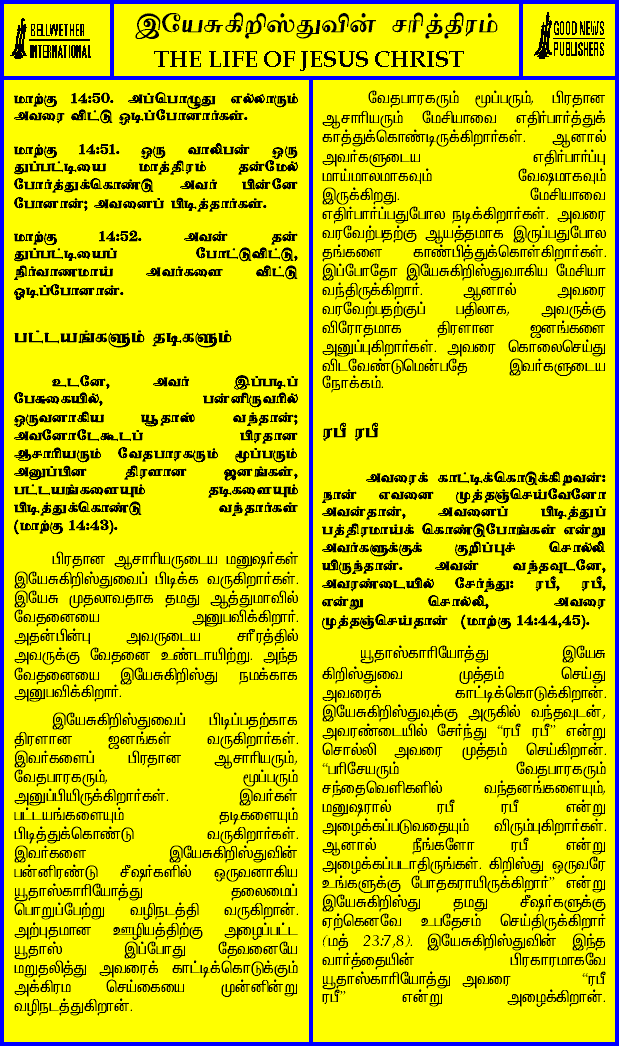 BELLWETHER
INTERNATIONAL
இயேசுகிறிஸ்துவின் சரித்திரம்
THE LIFE OF JESUS CHRIST
GOOD NEWS
PUBLISHERS
மாற்கு 14:50. அப்பொழுது எல்லாரும்
அவரை விட்டு ஓடிப்போனார்கள்.
மாற்கு 14:51. ஒரு வாலிபன் ஒரு
துப்பட்டியை மாத்திரம் தன்மேல்
போர்த்துக்கொண்டு அவர் பின்னே
போனான்; அவனைப் பிடித்தார்கள்.
மாற்கு 14:52. அவன் தன்
துப்பட்டியைப் போட்டுவிட்டு,
நிர்வாணமாய் அவர்களை விட்டு
ஓடிப்போனான்.
பட்டயங்களும் தடிகளும்
உடனே, அவர் இப்படிப்
பேசுகையில், பன்னிருவரில்
ஒருவனாகிய யூதாஸ் வந்தான்;
அவனோடேகூடப் பிரதான
ஆசாரியரும் வேதபாரகரும் மூப்பரும்
அனுப்பின திரளான ஜனங்கள்,
பட்டயங்களையும் தடிகளையும்
பிடித்துக்கொண்டு வந்தார்கள்
(மாற்கு 14:43).
பிரதான ஆசாரியருடைய மனுஷர்கள்
இயேசுகிறிஸ்துவைப் பிடிக்க வருகிறார்கள்.
இயேசு முதலாவதாக தமது ஆத்துமாவில்
வேதனையை அனுபவிக்கிறார்.
அதன்பின்பு அவருடைய சரீரத்தில்
அவருக்கு வேதனை உண்டாயிற்று. அந்த
வேதனையை இயேசுகிறிஸ்து நமக்காக
அனுபவிக்கிறார்.
இயேசுகிறிஸ்துவைப் பிடிப்பதற்காக
திரளான ஜனங்கள் வருகிறார்கள்.
இவர்களைப் பிரதான ஆசாரியரும்,
வேதபாரகரும், மூப்பரும்
அனுப்பியிருக்கிறார்கள். இவர்கள்
பட்டயங்களையும் தடிகளையும்
பிடித்துக்கொண்டு வருகிறார்கள்.
இவர்களை இயேசுகிறிஸ்துவின்
பன்னிரண்டு சீஷர்களில் ஒருவனாகிய
யூதாஸ்காரியோத்து தலைமைப்
பொறுப்பேற்று வழிநடத்தி வருகிறான்.
அற்புதமான ஊழியத்திற்கு அழைப்பட்ட
யூதாஸ் இப்போது தேவனையே
மறுதலித்து அவரைக் காட்டிக்கொடுக்கும்
அக்கிரம செய்கையை முன்னின்று
வழிநடத்துகிறான்.
வேதபாரகரும் மூப்பரும், பிரதான
ஆசாரியரும் மேசியாவை எதிர்பார்த்துக்
காத்துக்கொண்டிருக்கிறார்கள். ஆனால்
அவர்களுடைய எதிர்பார்ப்பு
மாய்மாலமாகவும் வேஷமாகவும்
இருக்கிறது. மேசியாவை
எதிர்பார்ப்பதுபோல நடிக்கிறார்கள். அவரை
வரவேற்பதற்கு ஆயத்தமாக இருப்பதுபோல
தங்களை காண்பித்துக்கொள்கிறார்கள்.
இப்போதோ இயேசுகிறிஸ்துவாகிய மேசியா
வந்திருக்கிறார். ஆனால் அவரை
வரவேற்பதற்குப் பதிலாக, அவருக்கு
விரோதமாக திரளான ஜனங்களை
அனுப்புகிறார்கள். அவரை கொலைசெய்து
விடவேண்டுமென்பதே இவர்களுடைய
நோக்கம்.
ரபீ ரபீ
அவரைக் காட்டிக்கொடுக்கிறவன்:
நான் எவனை முத்தஞ்செய்வேனோ
அவன்தான், அவனைப் பிடித்துப்
பத்திரமாய்க் கொண்டுபோங்கள் என்று
அவர்களுக்குக் குறிப்புச் சொல்லி
யிருந்தான். அவன் வந்தவுடனே,
அவரண்டையில் சேர்ந்து: ரபீ, ரபீ,
என்று சொல்லி, அவரை
முத்தஞ்செய்தான் (மாற்கு 14:44,45).
யூதாஸ்காரியோத்து இயேசு
கிறிஸ்துவை முத்தம் செய்து
அவரைக் காட்டிக்கொடுக்கிறான்.
இயேசுகிறிஸ்துவுக்கு அருகில் வந்தவுடன்,
அவரண்டையில் சேர்ந்து “ரபீ ரபீ” என்று
சொல்லி அவரை முத்தம் செய்கிறான்.
“பரிசேயரும் வேதபாரகரும்
சந்தைவெளிகளில் வந்தனங்களையும்,
மனுஷரால் ரபீ ரபீ என்று
அழைக்கப்படுவதையும் விரும்புகிறார்கள்.
ஆனால் நீங்களோ ரபீ என்று
அழைக்கப்படாதிருங்கள். கிறிஸ்து ஒருவரே
உங்களுக்கு போதகராயிருக்கிறார்” என்று
இயேசுகிறிஸ்து தமது சீஷர்களுக்கு
ஏற்கெனவே உபதேசம் செய்திருக்கிறார்
(மத் 23:7,8). இயேசுகிறிஸ்துவின் இந்த
வார்த்தையின் பிரகாரமாகவே
யூதாஸ்காரியோத்து அவரை “ரபீ
ரபீ” என்று அழைக்கிறான்.